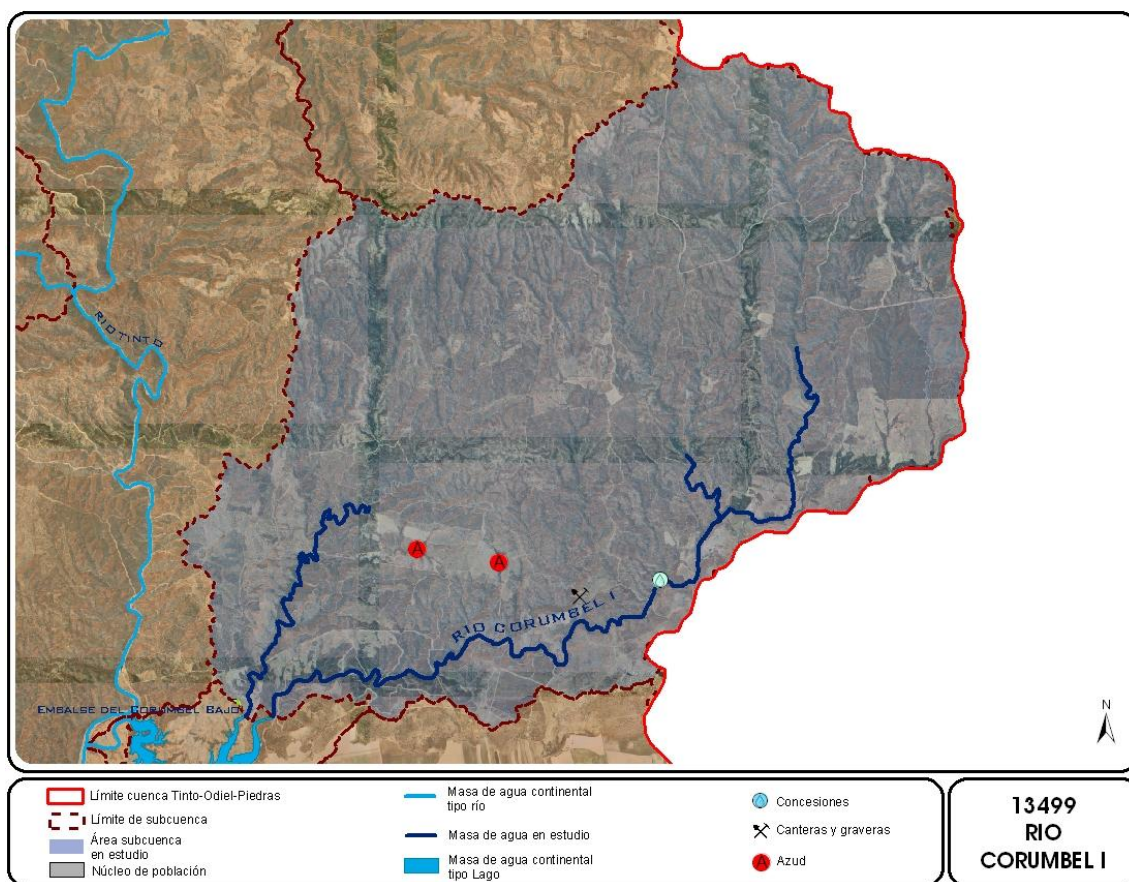 RIO TINTO
A
A
RIO CORUMBEL I
EMBALSE DEL CORUMBEL BAJO
N
Límite cuenca Tinto-Odiel-Piedras
Límite de subcuenca
Área subcuenca
en estudio
Núcleo de población
Masa de agua continental
tipo río
Masa de agua en estudio
Masa de agua continental
tipo Lago
Concesiones
Canteras y graveras
A
Azud
13499
RIO
CORUMBEL I